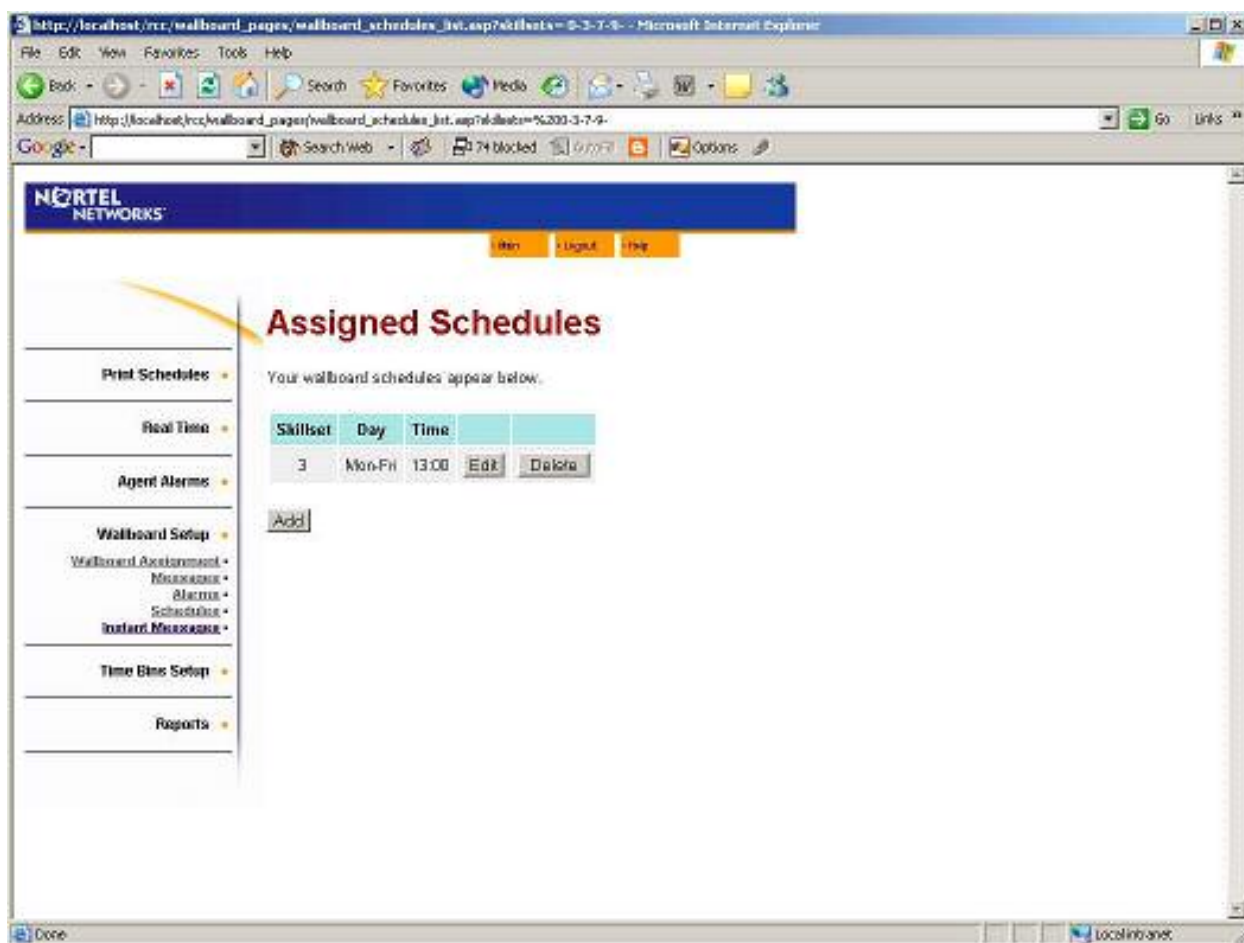 http://localhost/rcc/wallboard_pages/wallboard_schedules_list.asp?skillsets= 0-3-7-9- - Microsoft Internet Explorer
File Edit View Favorites Tools Help
Back Search Favorites Media
Address http://localhost/rcc/wallboard_pages/wallboard_schedules_list.asp?skillsets=%200-3-7-9- Go Links »
Google Search Web 74 blocked AutoFill Options
NORTEL
NETWORKS
Main Logout Help
Assigned Schedules
Your wallboard schedules appear below.
Print Schedules
Real Time
Agent Alarms
Wallboard Setup
Wallboard Assignment
Messages
Alarms
Schedules
Instant Messages
Time Bins Setup
Reports
Skillset Day Time
3 Mon-Fri 13:00 Edit Delete
Add
Done Local intranet